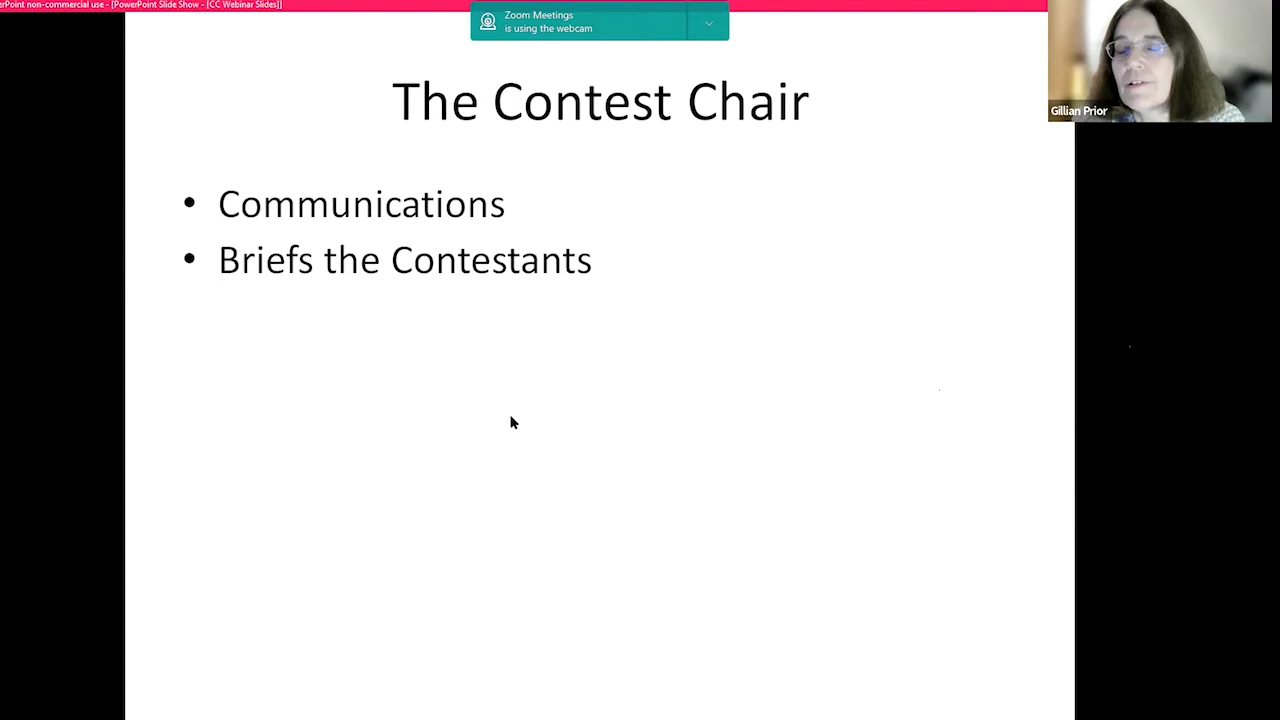 erPoint non-commercial use - [PowerPoint Slide Show - [CC Webinar Slides]]
Zoom Meetings
is using the webcam
Gillian Prior
The Contest Chair
• Communications
• Briefs the Contestants